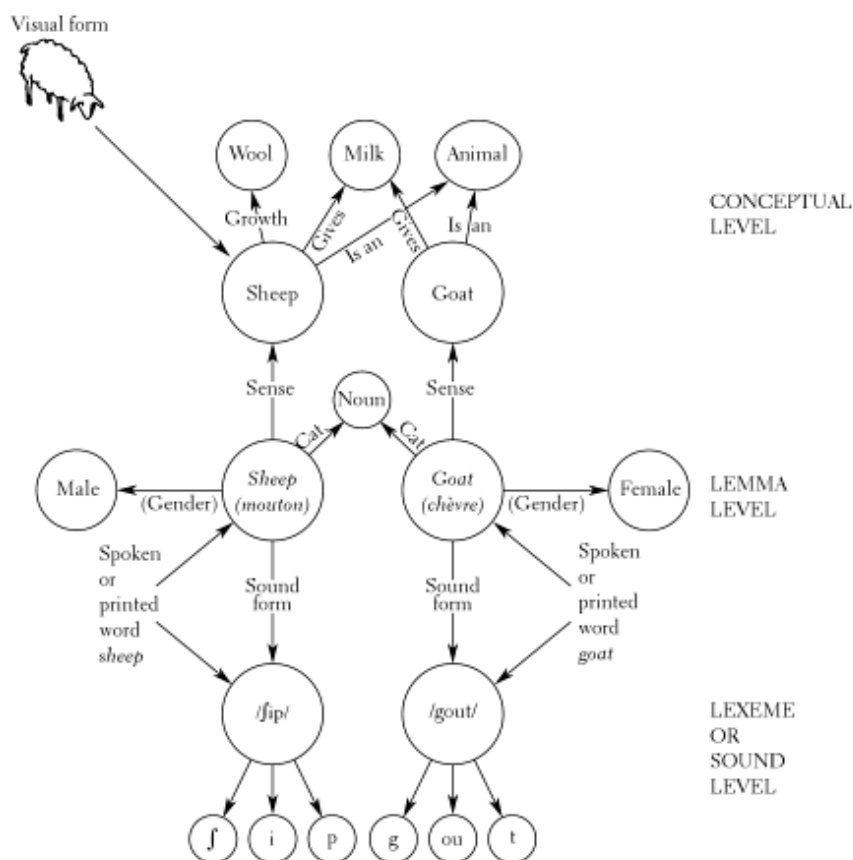 Visual form
Wool
Milk
Animal
Growth
Gives
Is an
Gives
Is an
CONCEPTUAL
LEVEL
Sheep
Goat
Sense
Sense
Noun
Cat
Cat
Male
(Gender)
Sheep
(mouton)
Goat
(chèvre)
(Gender)
Female
LEMMA
LEVEL
Spoken
or
printed
word
sheep
Sound
form
Sound
form
Spoken
or
printed
word
goat
/ʃip/
/gout/
LEXEME
OR
SOUND
LEVEL
ʃ
i
p
g
ou
t